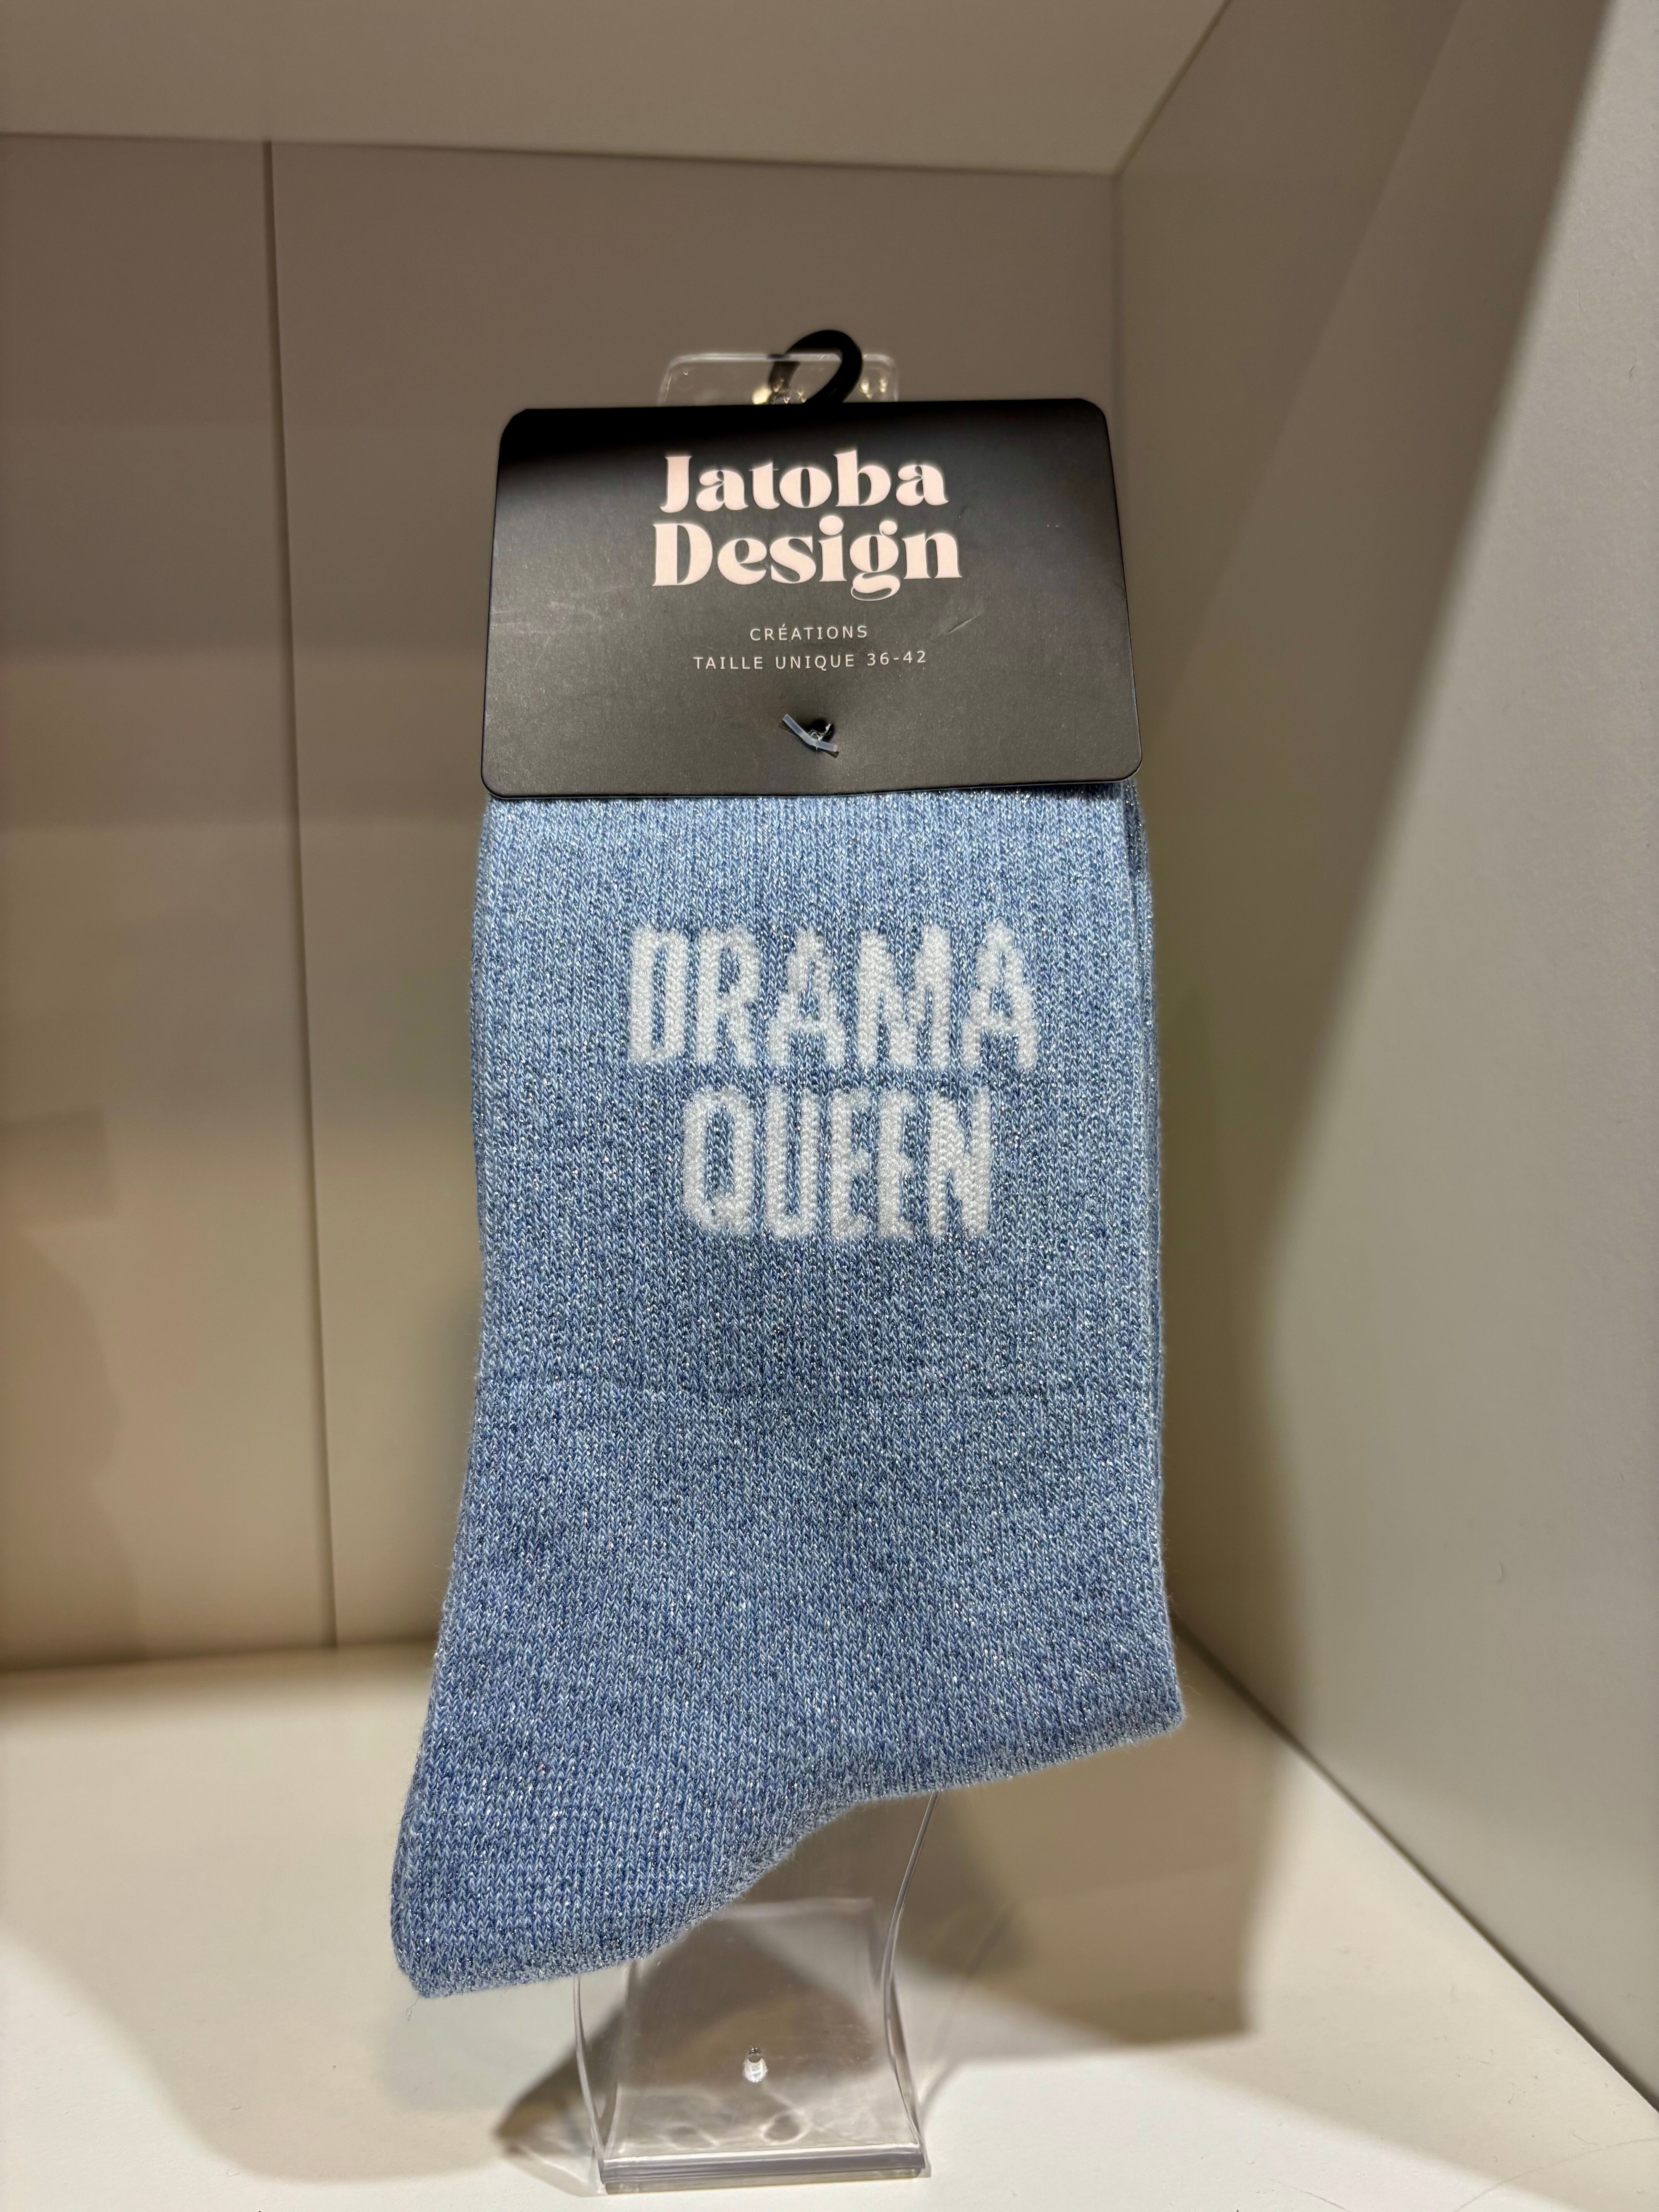 Jatoba
Design
CRÉATIONS
TAILLE UNIQUE 36-42
DRAMA
QUEEN